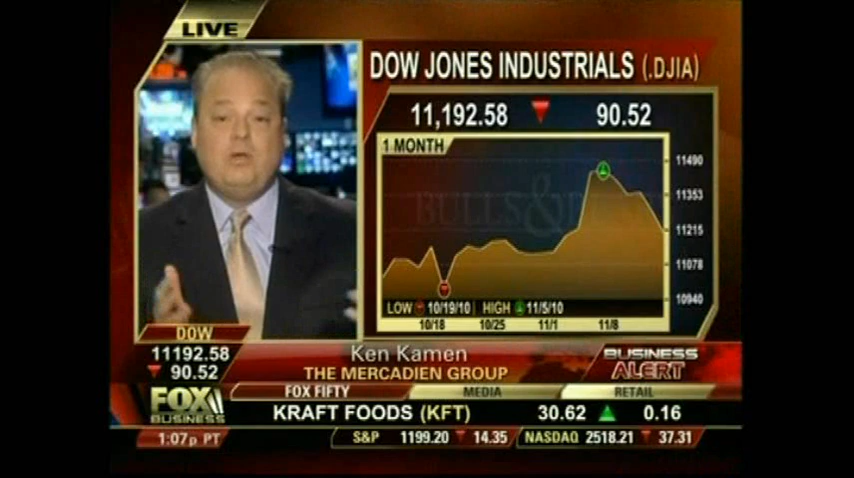 LIVE
DOW JONES INDUSTRIALS (.DJIA)
11,192.58 90.52
1 MONTH
11490
11353
11215
11078
10940
BULLS&
LOW 10/19/10 | HIGH 11/5/10
10/18 10/25 11/1 11/8
DOW
11192.58
90.52
Ken Kamen
THE MERCADIEN GROUP
BUSINESS
ALERT
FOX FIFTY MEDIA RETAIL
FOX
BUSINESS
KRAFT FOODS (KFT) 30.62 0.16
1:07p PT
S&P 1199.20 14.35 NASDAQ 2518.21 37.31